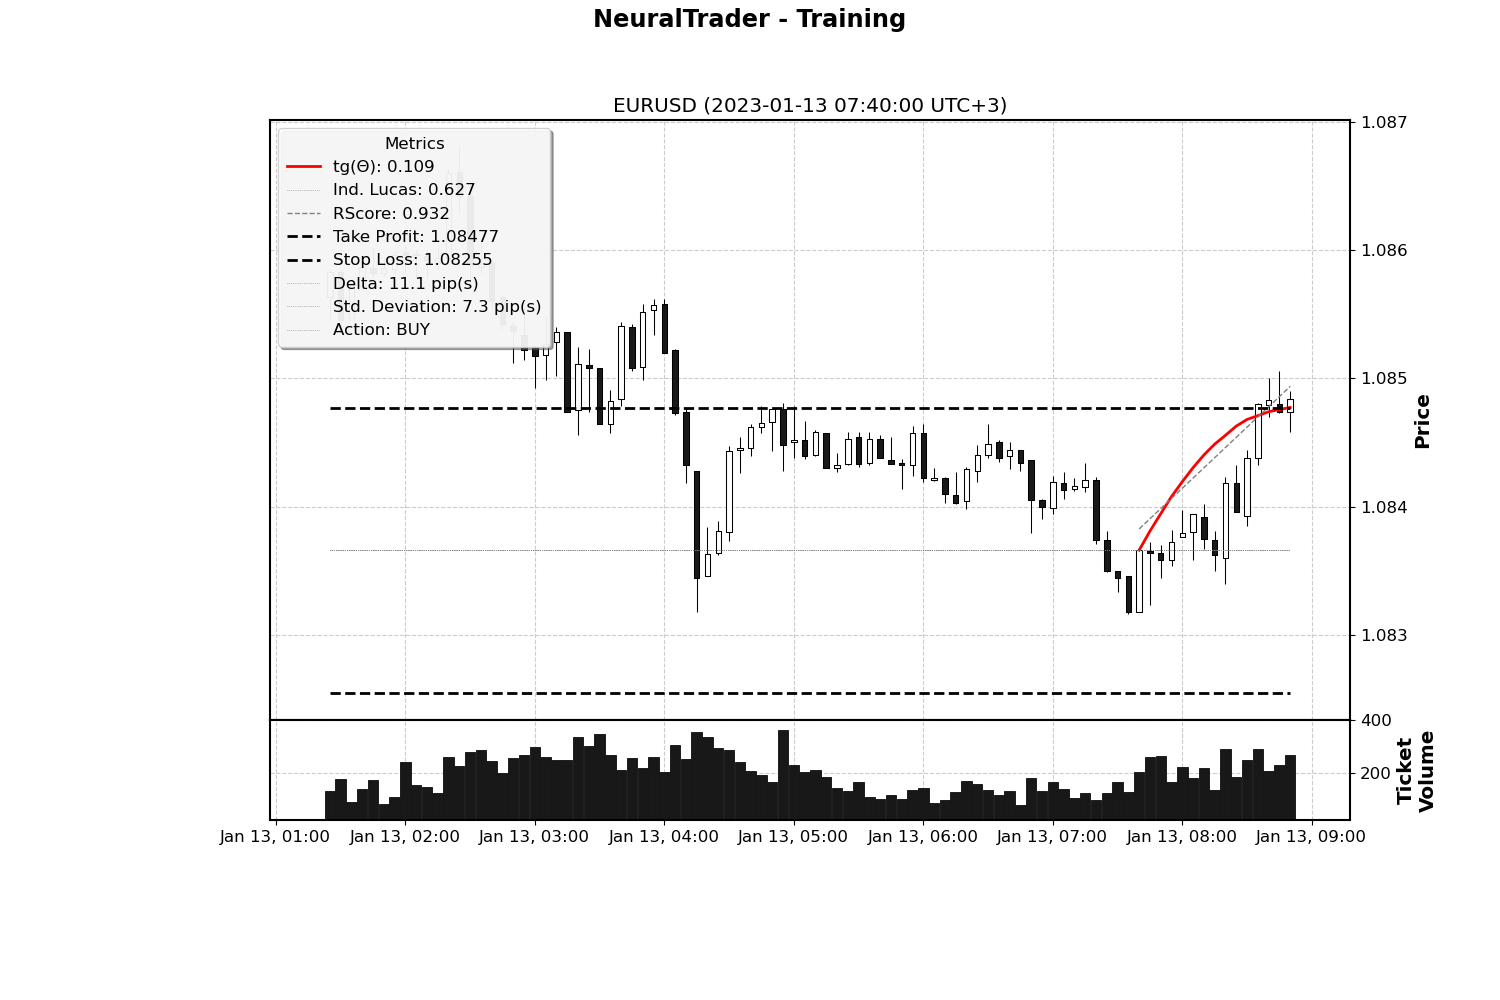 NeuralTrader - Training
EURUSD (2023-01-13 07:40:00 UTC+3)
Metrics
tg(Θ): 0.109
Ind. Lucas: 0.627
RScore: 0.932
Take Profit: 1.08477
Stop Loss: 1.08255
Delta: 11.1 pip(s)
Std. Deviation: 7.3 pip(s)
Action: BUY
1.087
1.086
1.085
1.084
1.083
Price
400
200
Ticket
Volume
Jan 13, 01:00
Jan 13, 02:00
Jan 13, 03:00
Jan 13, 04:00
Jan 13, 05:00
Jan 13, 06:00
Jan 13, 07:00
Jan 13, 08:00
Jan 13, 09:00